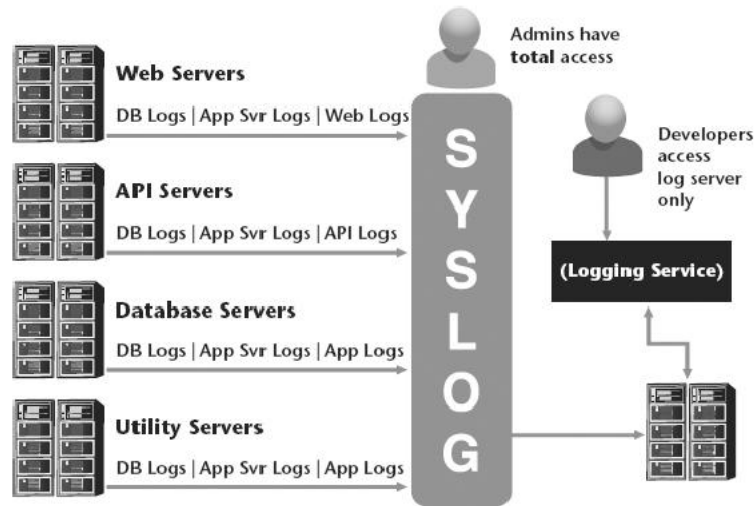 Admins have
total access
Web Servers
DB Logs | App Svr Logs | Web Logs
API Servers
DB Logs | App Svr Logs | API Logs
Database Servers
DB Logs | App Svr Logs | App Logs
Utility Servers
DB Logs | App Svr Logs | App Logs
SYSLOG
Developers
access
log server
only
(Logging Service)